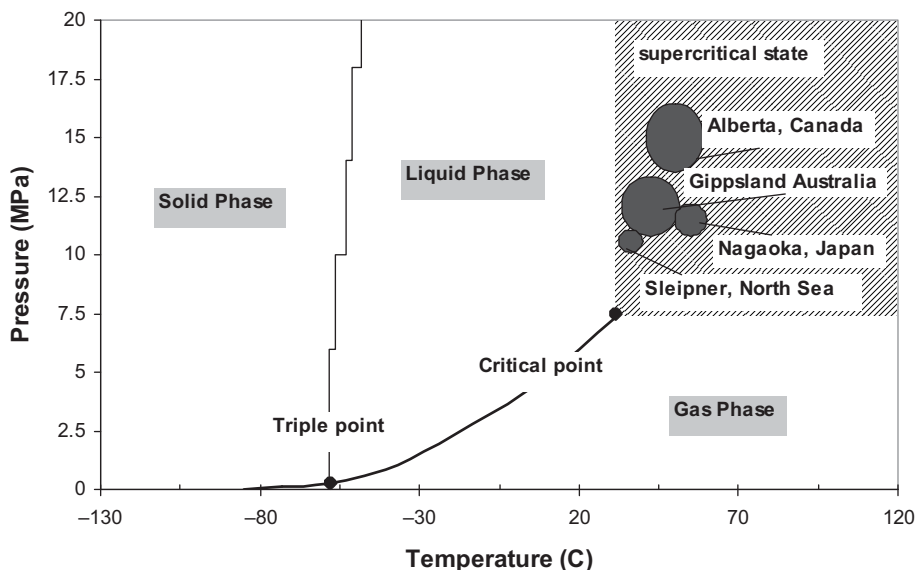 20
17.5
15
12.5
10
7.5
5
2.5
0
Pressure (MPa)
supercritical state
Alberta, Canada
Gippsland Australia
Nagaoka, Japan
Sleipner, North Sea
Solid Phase
Liquid Phase
Critical point
Triple point
Gas Phase
–130
–80
–30
20
70
120
Temperature (C)